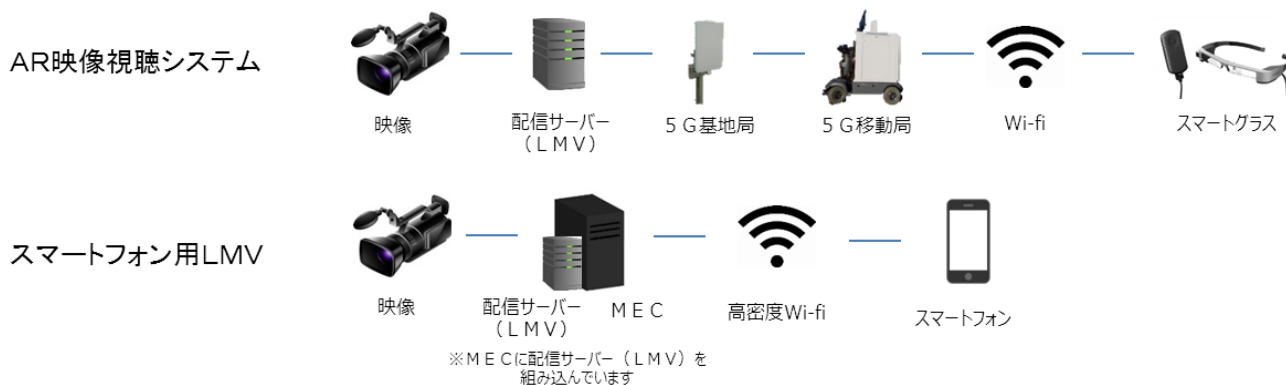 AR映像視聴システム
映像
配信サーバー
（ＬＭＶ）
５Ｇ基地局
５Ｇ移動局
Wi-fi
スマートグラス
スマートフォン用LMV
映像
配信サーバー
（ＬＭＶ）
ＭＥＣ
高密度Wi-fi
スマートフォン
※ＭＥＣに配信サーバー（ＬＭＶ）を
組み込んでいます